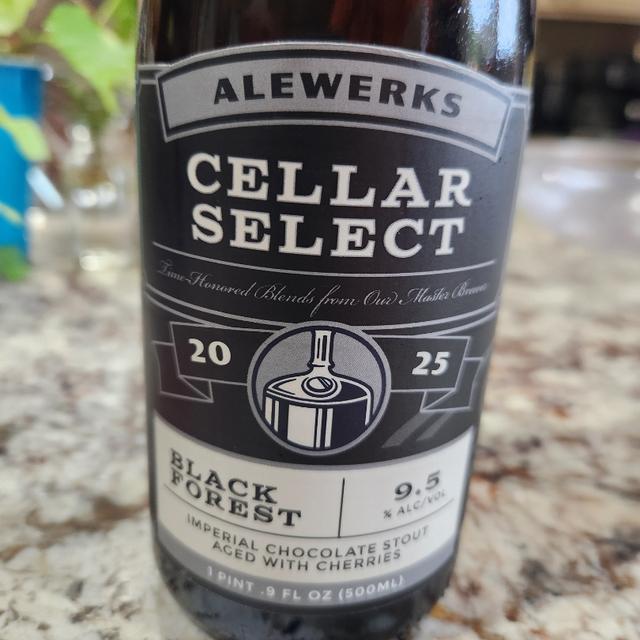 ALEWERKS
CELLAR
SELECT
Time-Honored Blends from Our Master Brewer
20 25
BLACK
FOREST
9.5
% ALC/VOL
IMPERIAL CHOCOLATE STOUT
AGED WITH CHERRIES
1 PINT .9 FL OZ (500ML)